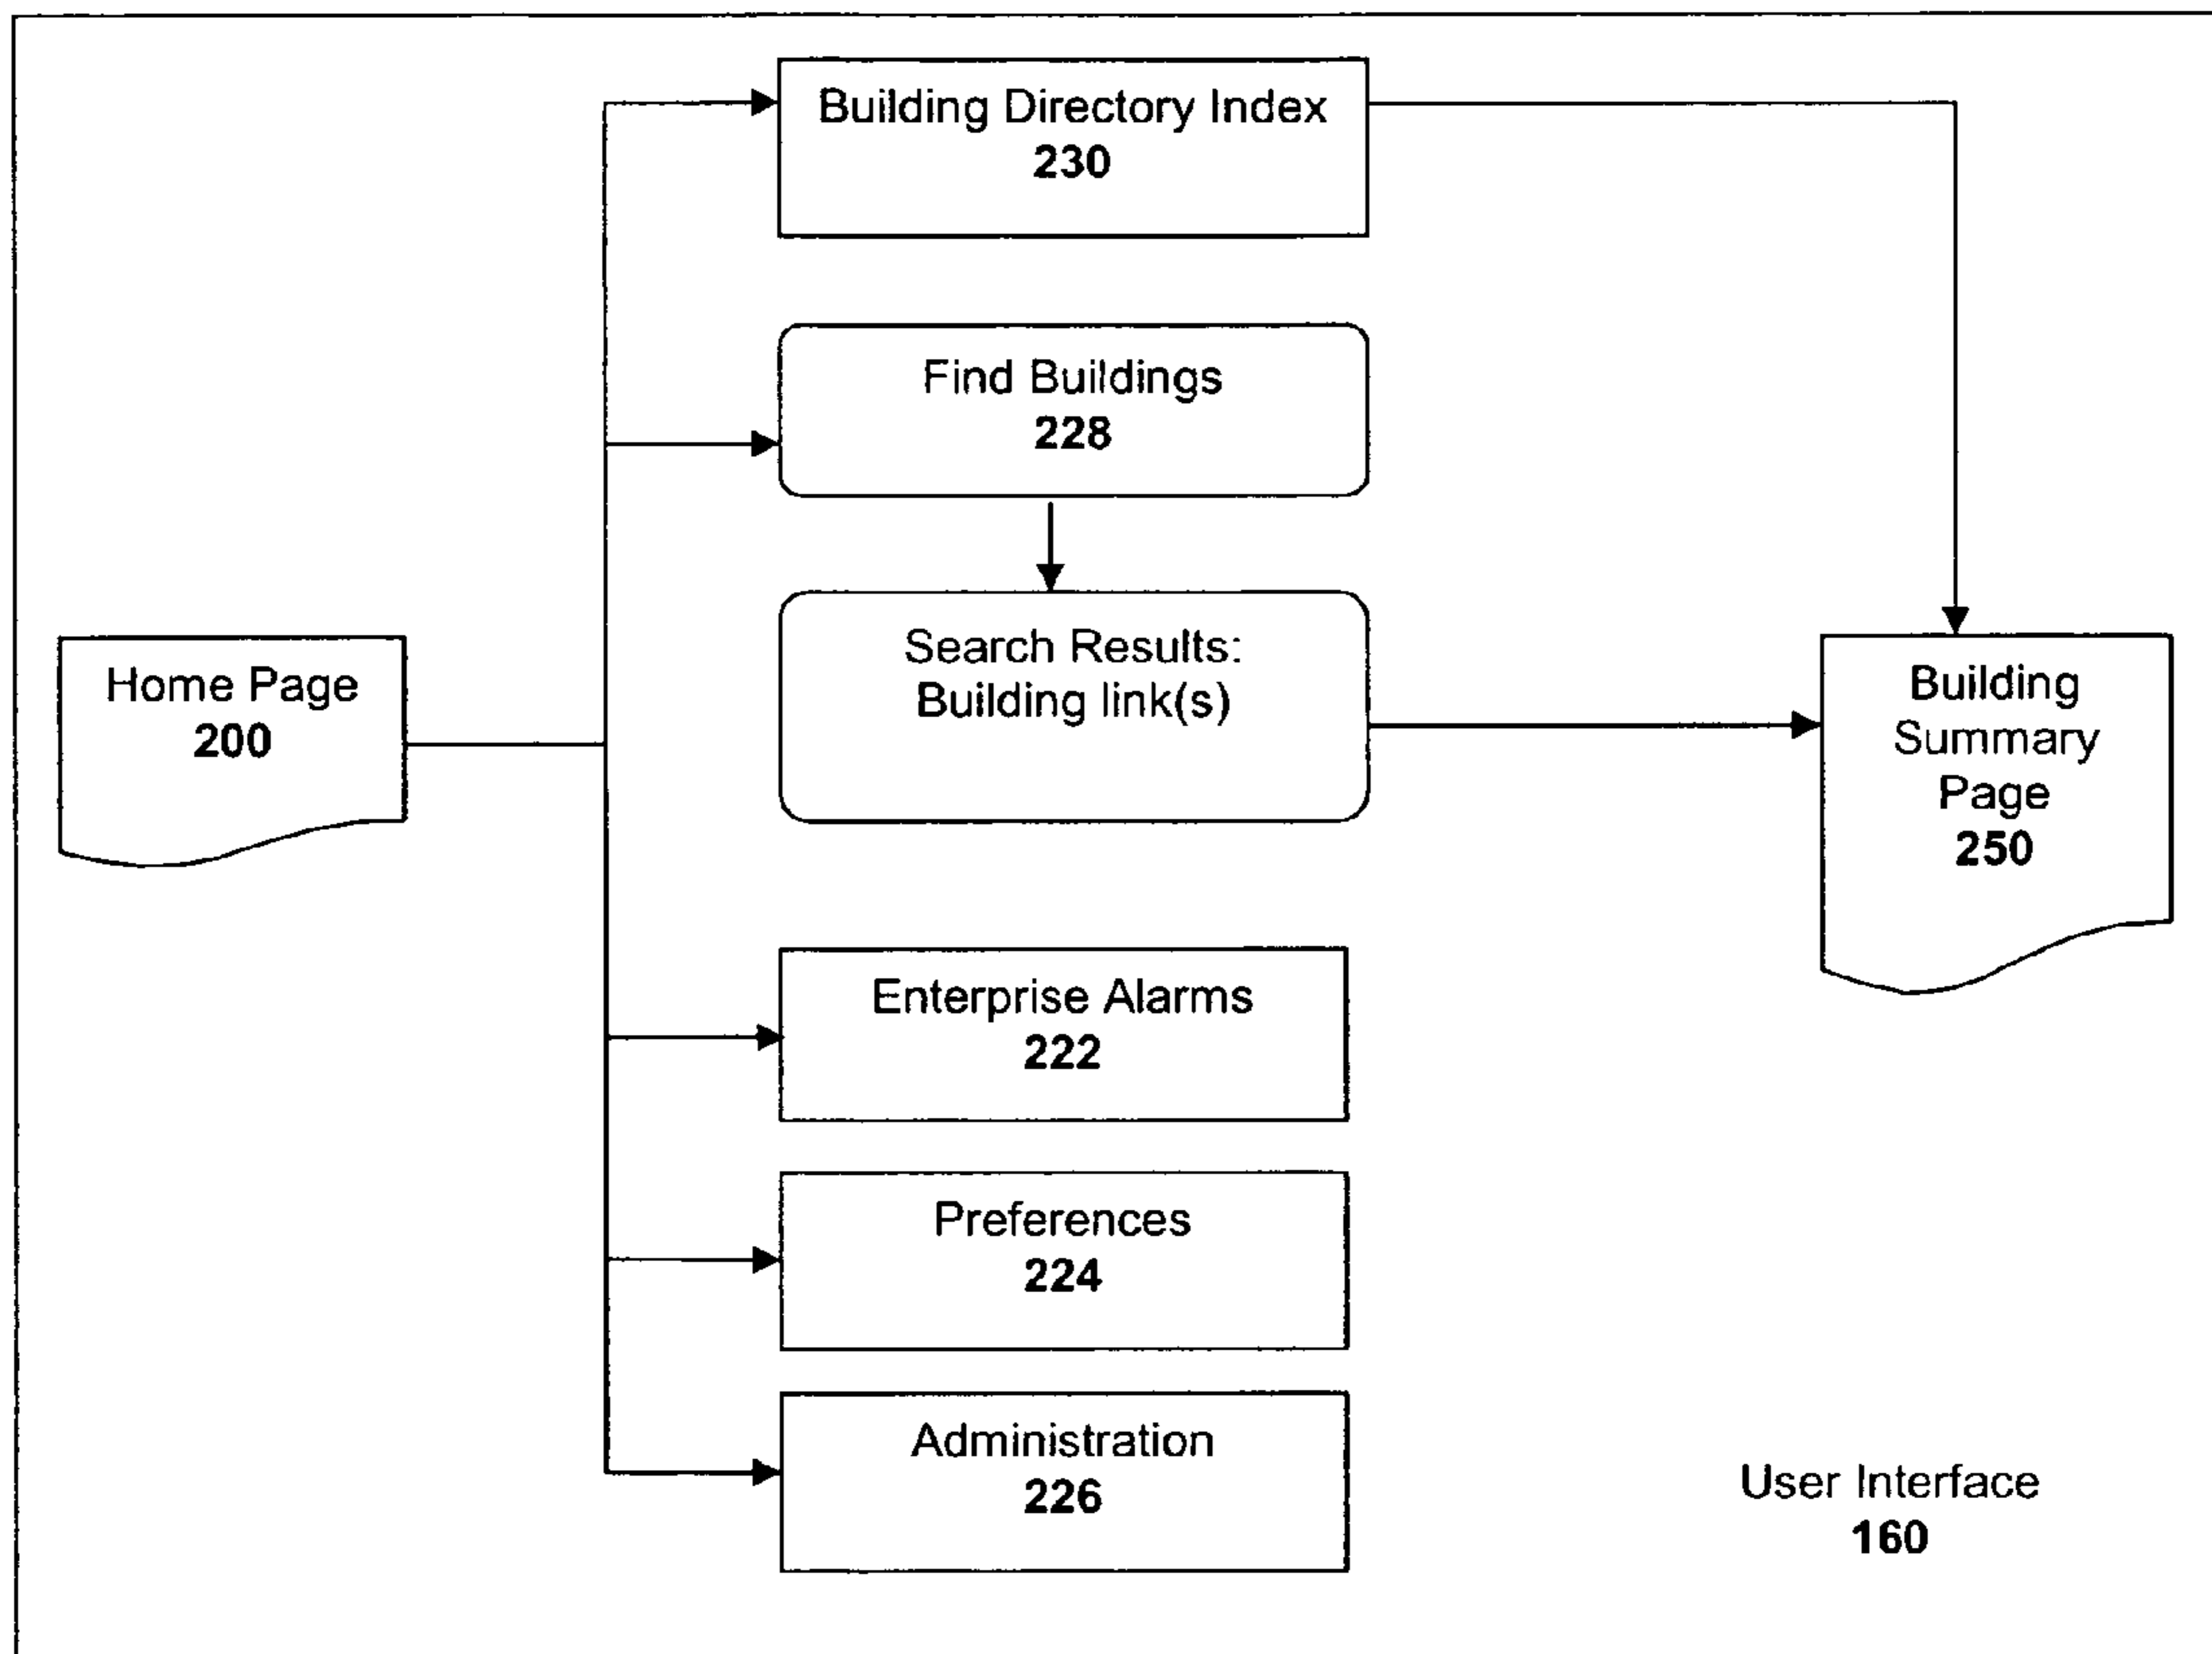 Building Directory Index
230
Find Buildings
228
Search Results:
Building link(s)
Home Page
200
Building
Summary
Page
250
Enterprise Alarms
222
Preferences
224
Administration
226
User Interface
160